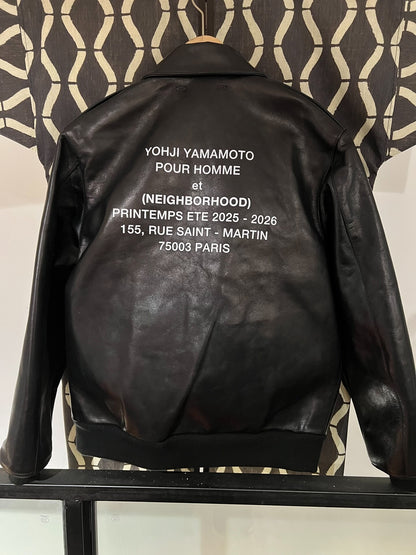 YOHJI YAMAMOTO
POUR HOMME
et
(NEIGHBORHOOD)
PRINTEMPS ETE 2025 - 2026
155, RUE SAINT - MARTIN
75003 PARIS